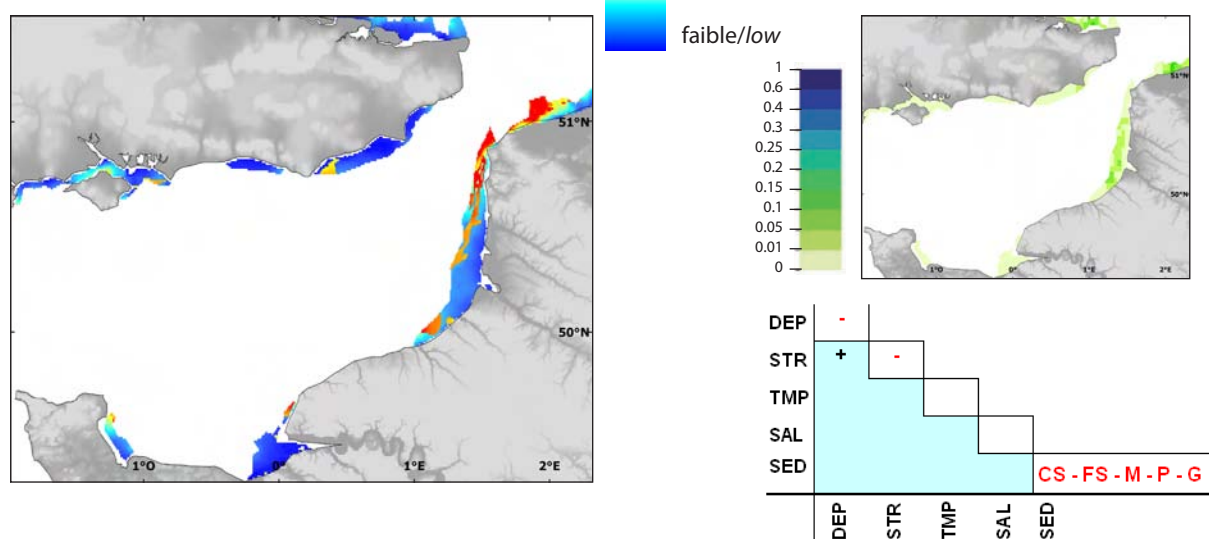 faible/low
51°N
50°N
1°O
0°
1°E
2°E
1
0.6
0.4
0.3
0.25
0.2
0.15
0.1
0.05
0.01
0
51°N
50°N
1°O
0°
1°E
2°E
DEP -
STR + -
TMP
SAL
SED CS - FS - M - P - G
DEP STR TMP SAL SED